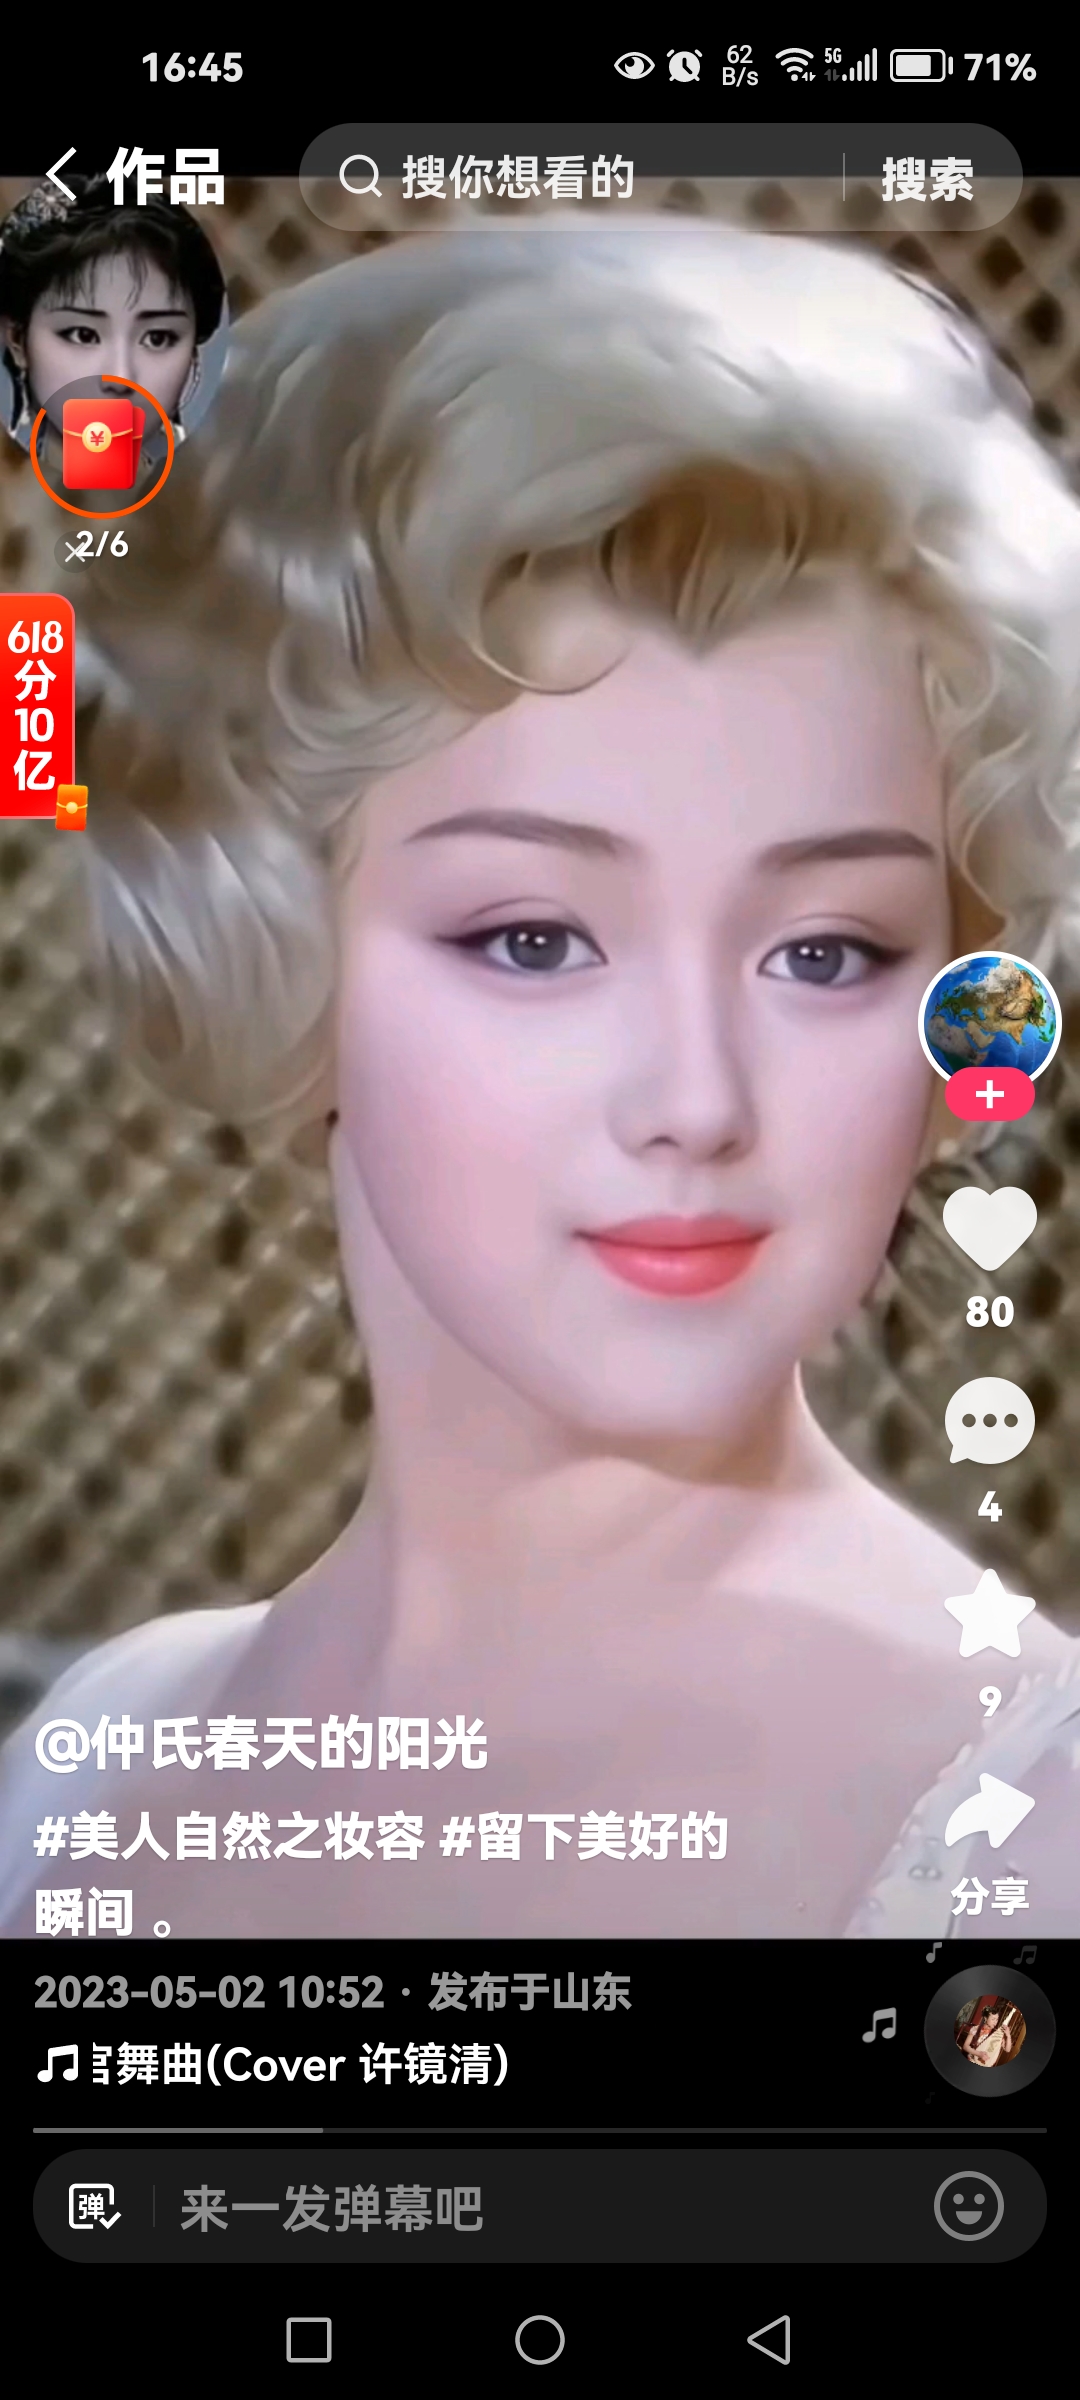 16:45
62
B/s
5G
71%
作品
搜你想看的
搜索
2/6
618
分
10
亿
80
4
9
分享
@仲氏春天的阳光
#美人自然之妆容 #留下美好的
瞬间 。
2023-05-02 10:52 · 发布于山东
舞曲(Cover 许镜清)
弹
来一发弹幕吧